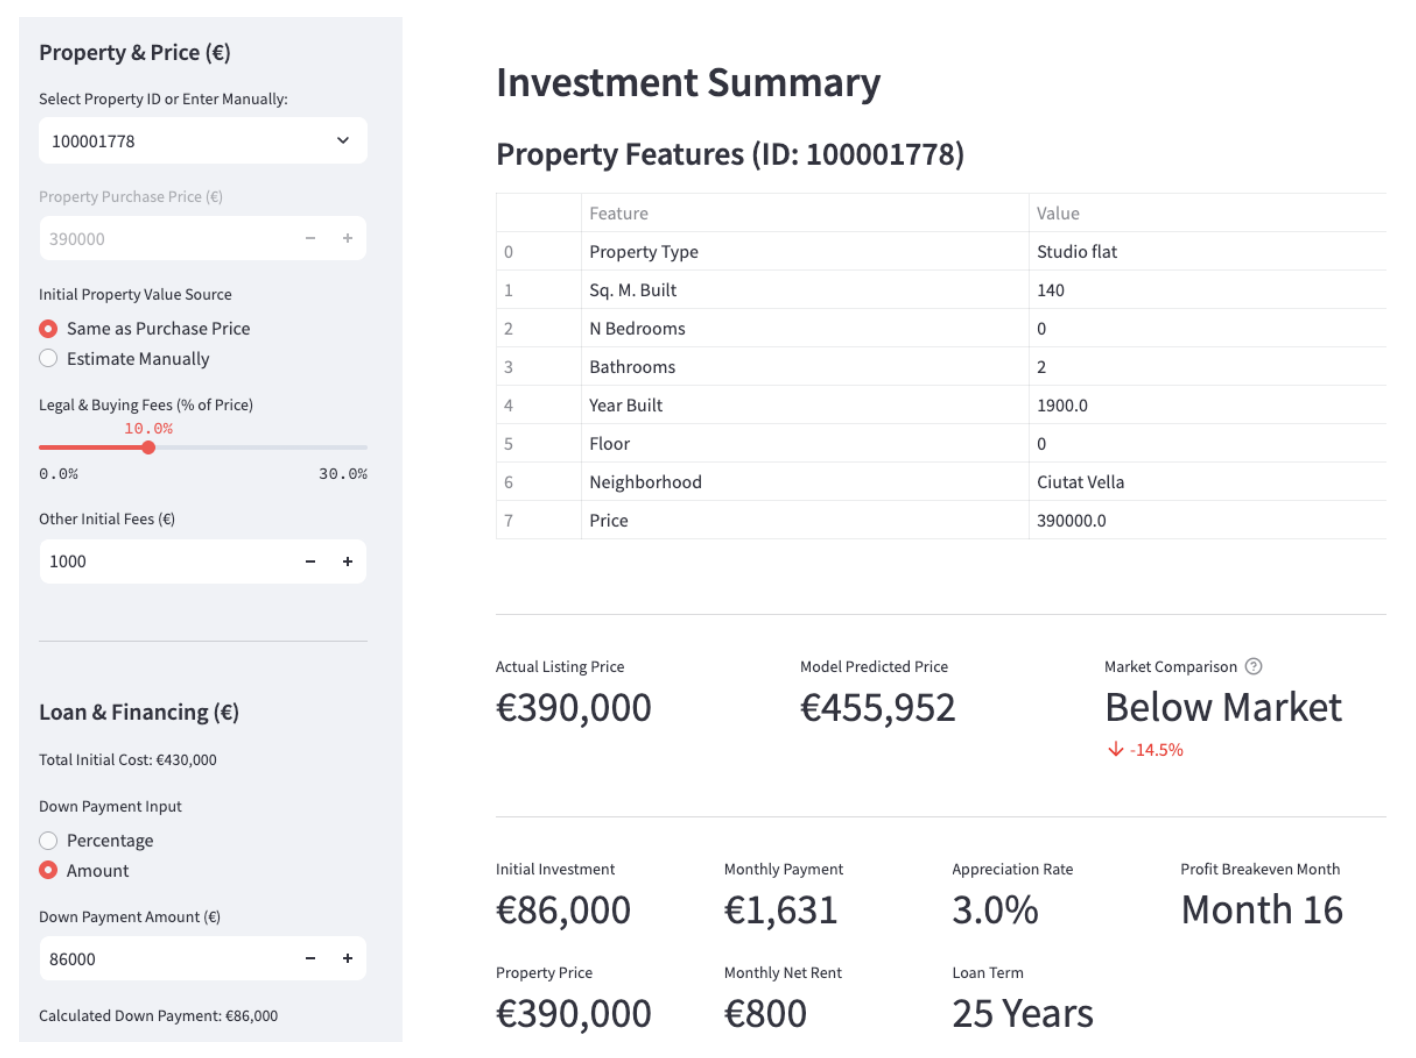 Property & Price (€)
Select Property ID or Enter Manually:
100001778
Property Purchase Price (€)
390000 − +
Initial Property Value Source
Same as Purchase Price
Estimate Manually
Legal & Buying Fees (% of Price)
10.0%
0.0% 30.0%
Other Initial Fees (€)
1000 − +
Loan & Financing (€)
Total Initial Cost: €430,000
Down Payment Input
Percentage
Amount
Down Payment Amount (€)
86000 − +
Calculated Down Payment: €86,000
Investment Summary
Property Features (ID: 100001778)
Feature Value
0 Property Type Studio flat
1 Sq. M. Built 140
2 N Bedrooms 0
3 Bathrooms 2
4 Year Built 1900.0
5 Floor 0
6 Neighborhood Ciutat Vella
7 Price 390000.0
Actual Listing Price Model Predicted Price Market Comparison ?
€390,000 €455,952 Below Market
↓ -14.5%
Initial Investment Monthly Payment Appreciation Rate Profit Breakeven Month
€86,000 €1,631 3.0% Month 16
Property Price Monthly Net Rent Loan Term
€390,000 €800 25 Years